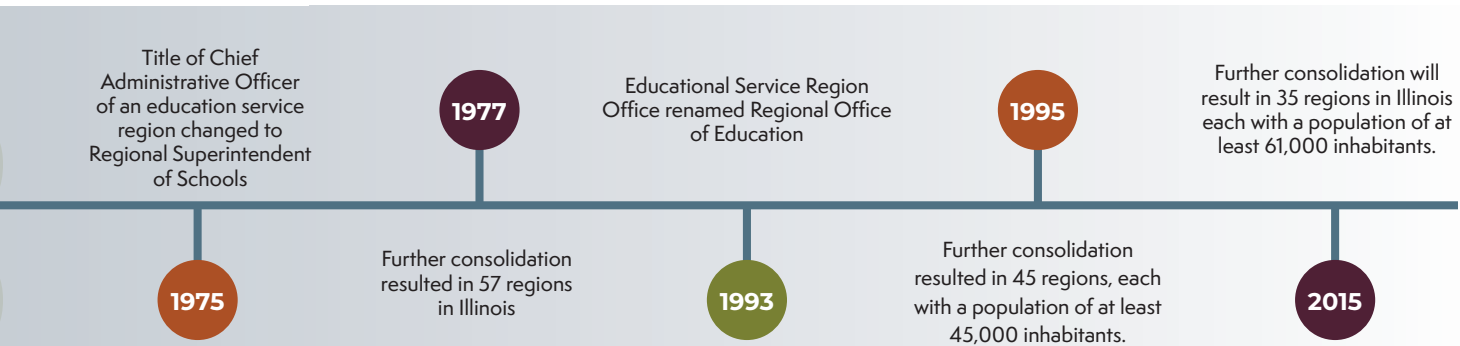 Title of Chief
Administrative Officer
of an education service
region changed to
Regional Superintendent
of Schools
1975
1977
Further consolidation
resulted in 57 regions
in Illinois
Educational Service Region
Office renamed Regional Office
of Education
1993
1995
Further consolidation
resulted in 45 regions, each
with a population of at least
45,000 inhabitants.
Further consolidation will
result in 35 regions in Illinois
each with a population of at
least 61,000 inhabitants.
2015